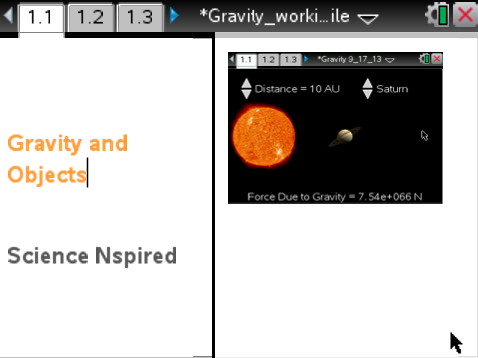 1.1 1.2 1.3 *Gravity_worki...ile
Gravity and
Objects
Science Nspired
1.1 1.2 1.3 *Gravity 9_17_13
Distance = 10 AU Saturn
Force Due to Gravity = 7.54e+066 N